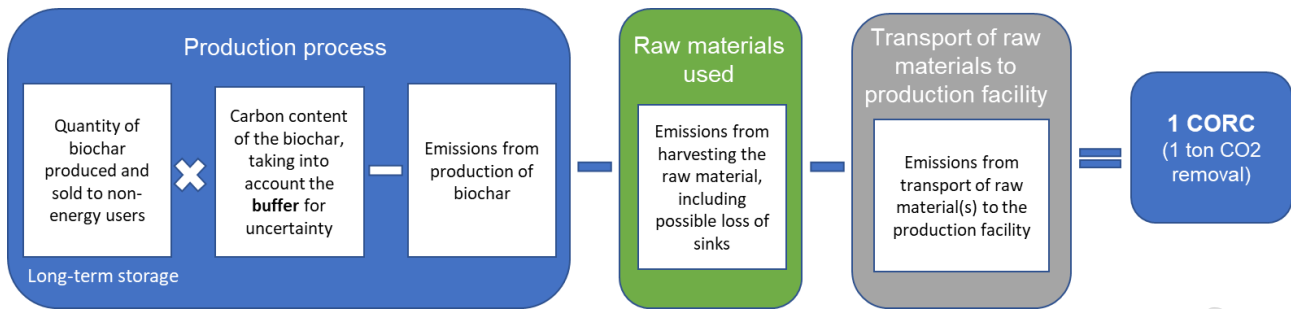 Production process
Quantity of
biochar
produced and
sold to non-
energy users
Carbon content
of the biochar,
taking into
account the
buffer for
uncertainty
Emissions from
production of
biochar
Long-term storage
Raw materials
used
Emissions from
harvesting the
raw material,
including
possible loss of
sinks
Transport of raw
materials to
production facility
Emissions from
transport of raw
material(s) to the
production facility
1 CORC
(1 ton CO2
removal)